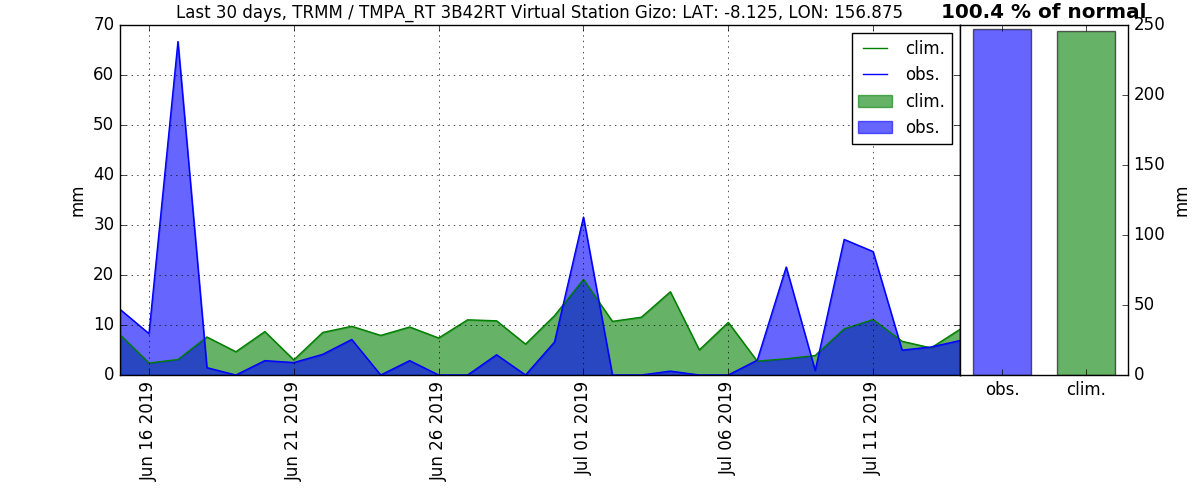 Last 30 days, TRMM / TMPA_RT 3B42RT Virtual Station Gizo: LAT: -8.125, LON: 156.875
100.4 % of normal
70
60
50
40
30
20
10
0
mm
clim.
obs.
clim.
obs.
Jun 16 2019
Jun 21 2019
Jun 26 2019
Jul 01 2019
Jul 06 2019
Jul 11 2019
250
200
150
100
50
0
mm
obs.
clim.